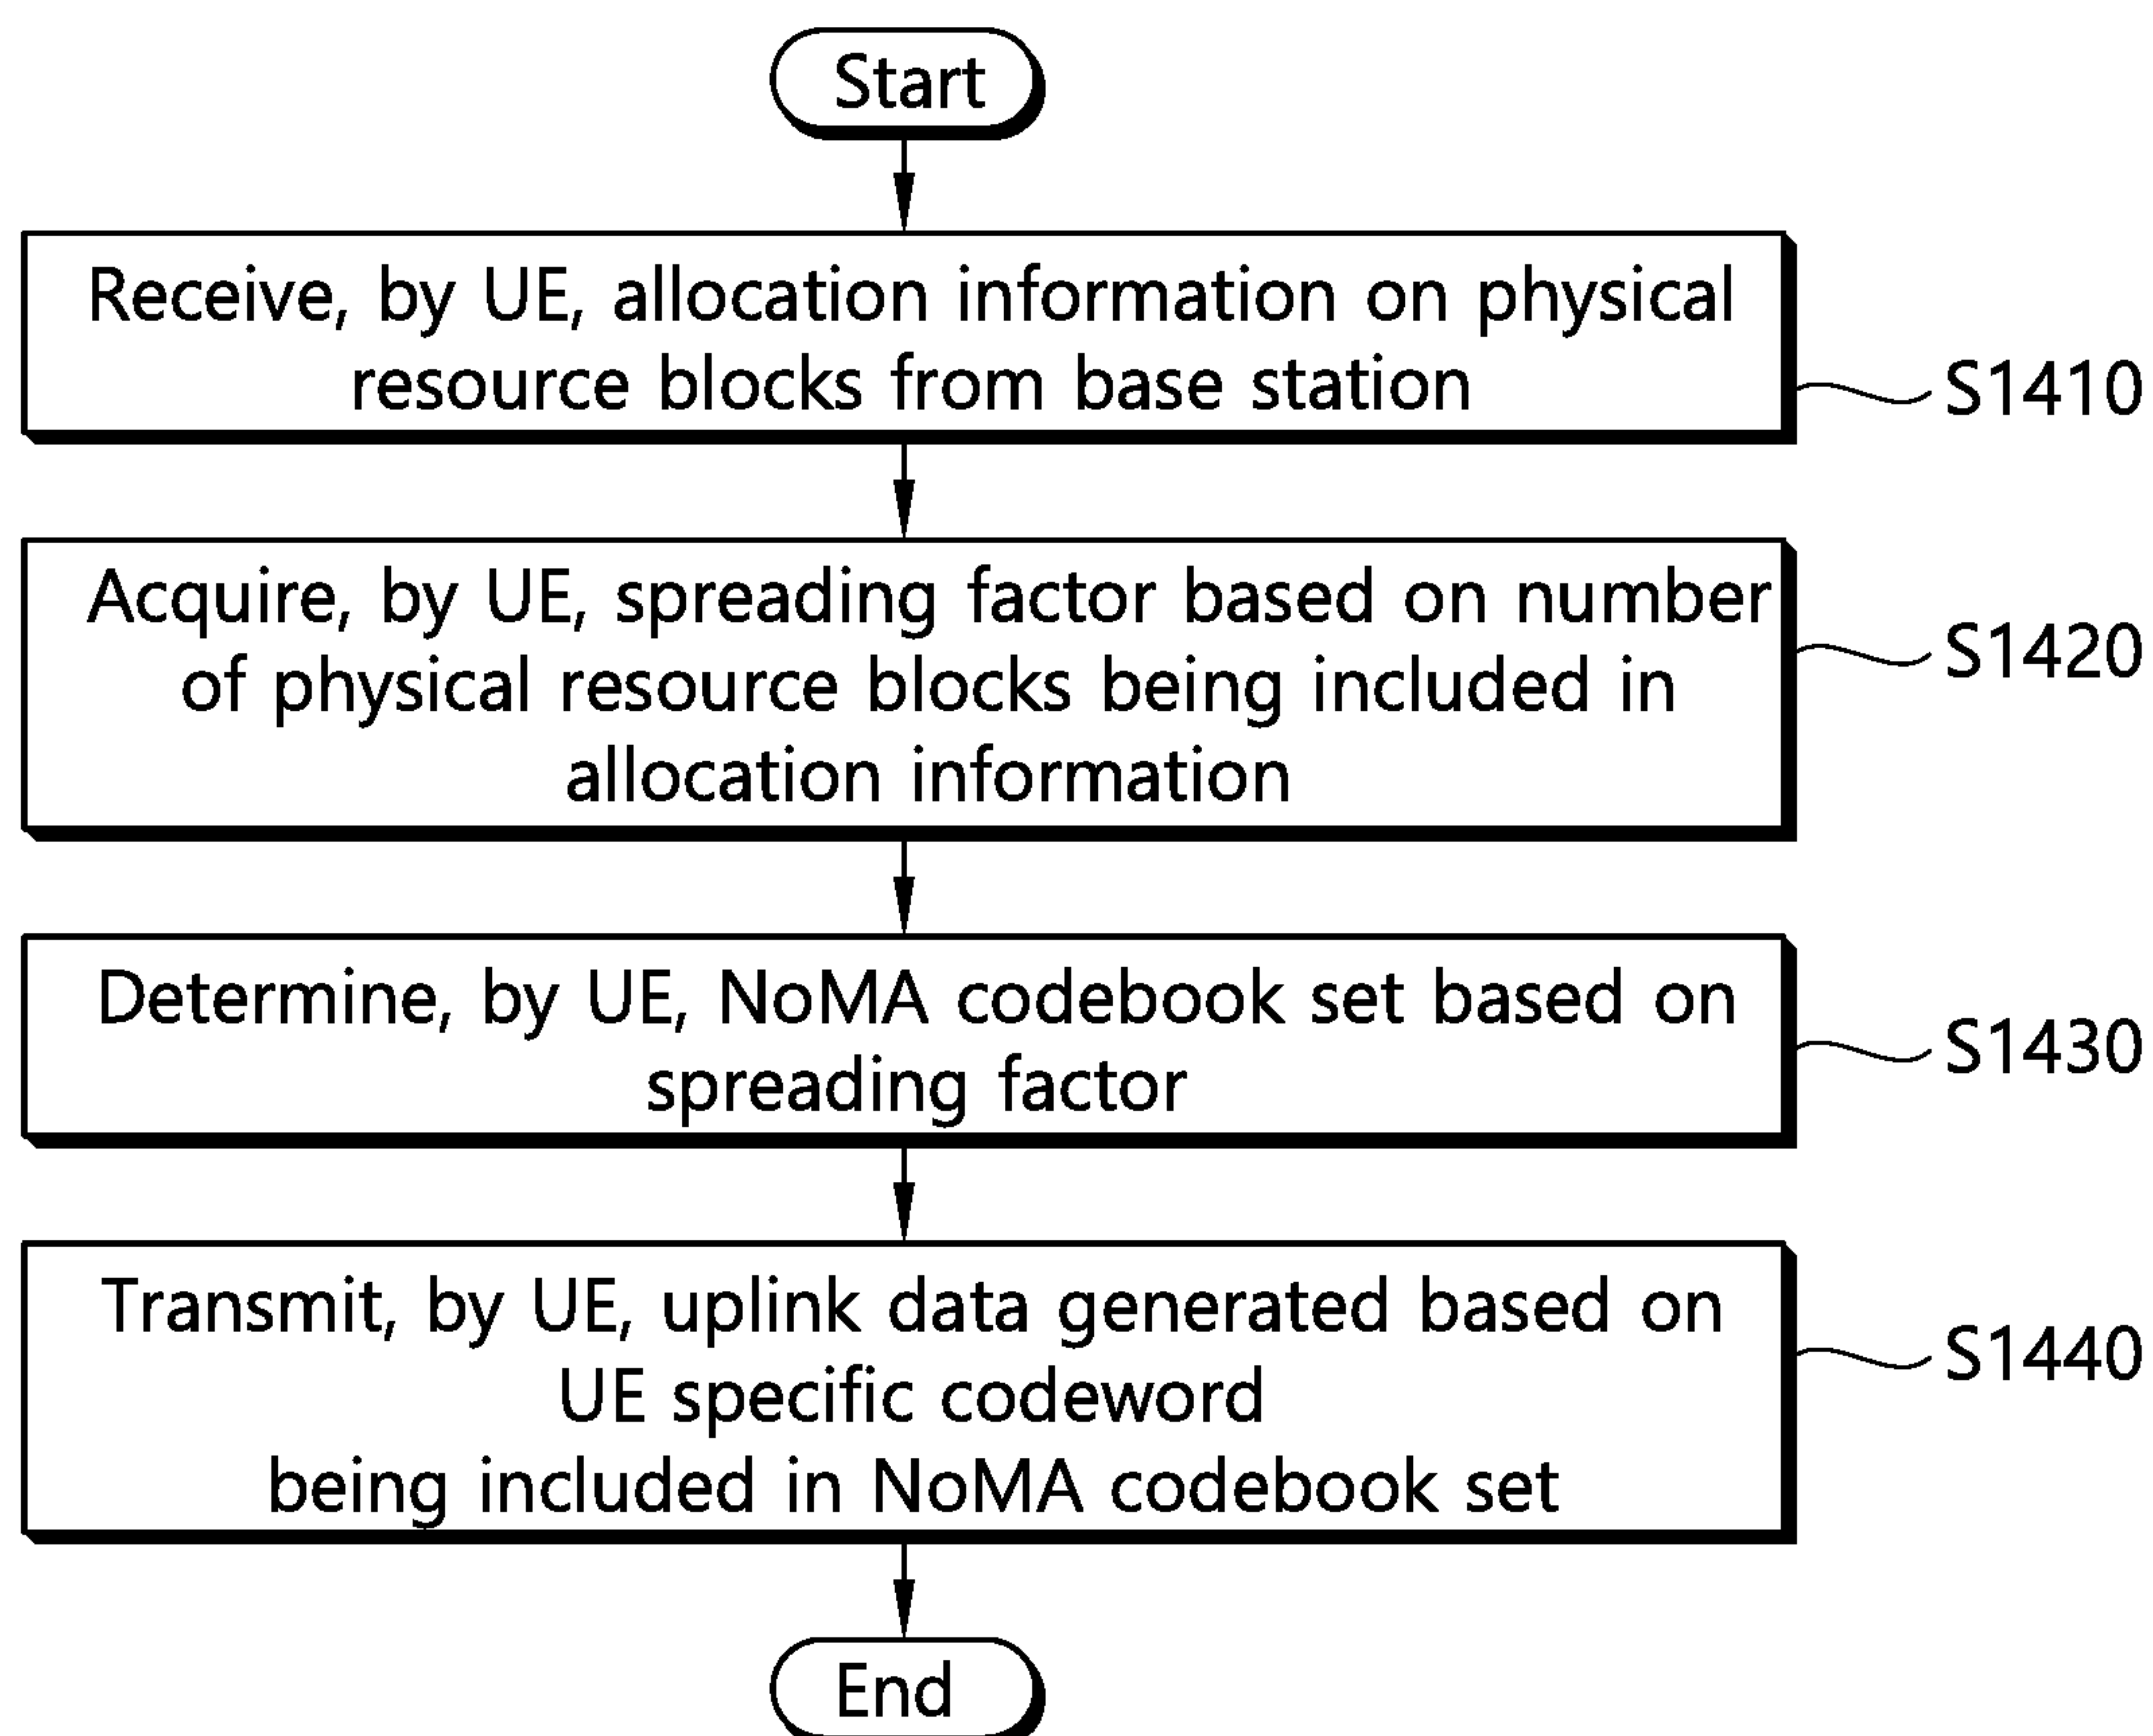 Start
Receive, by UE, allocation information on physical
resource blocks from base station
S1410
Acquire, by UE, spreading factor based on number
of physical resource blocks being included in
allocation information
S1420
Determine, by UE, NoMA codebook set based on
spreading factor
S1430
Transmit, by UE, uplink data generated based on
UE specific codeword
being included in NoMA codebook set
S1440
End